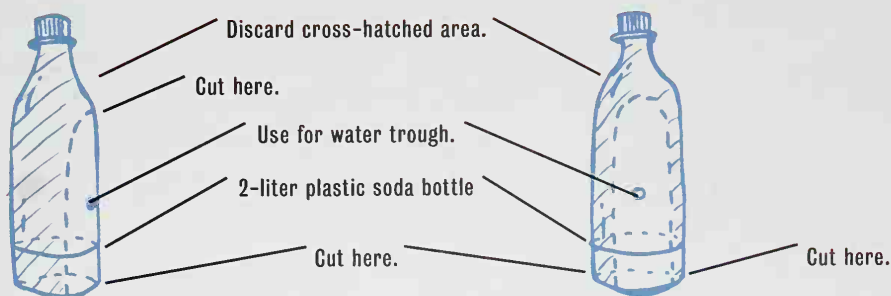 Discard cross-hatched area.
Cut here.
Use for water trough.
2-liter plastic soda bottle
Cut here.
Cut here.